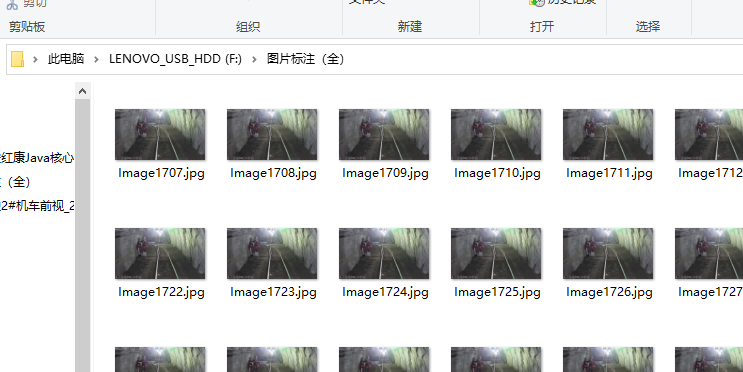 剪切
文件夹
历史记录
剪贴板
组织
新建
打开
选择
此电脑 > LENOVO_USB_HDD (F:) > 图片标注（全）
红康Java核心
（全）
2#机车前视_2
Image1707.jpg
Image1708.jpg
Image1709.jpg
Image1710.jpg
Image1711.jpg
Image1712
Image1722.jpg
Image1723.jpg
Image1724.jpg
Image1725.jpg
Image1726.jpg
Image1727